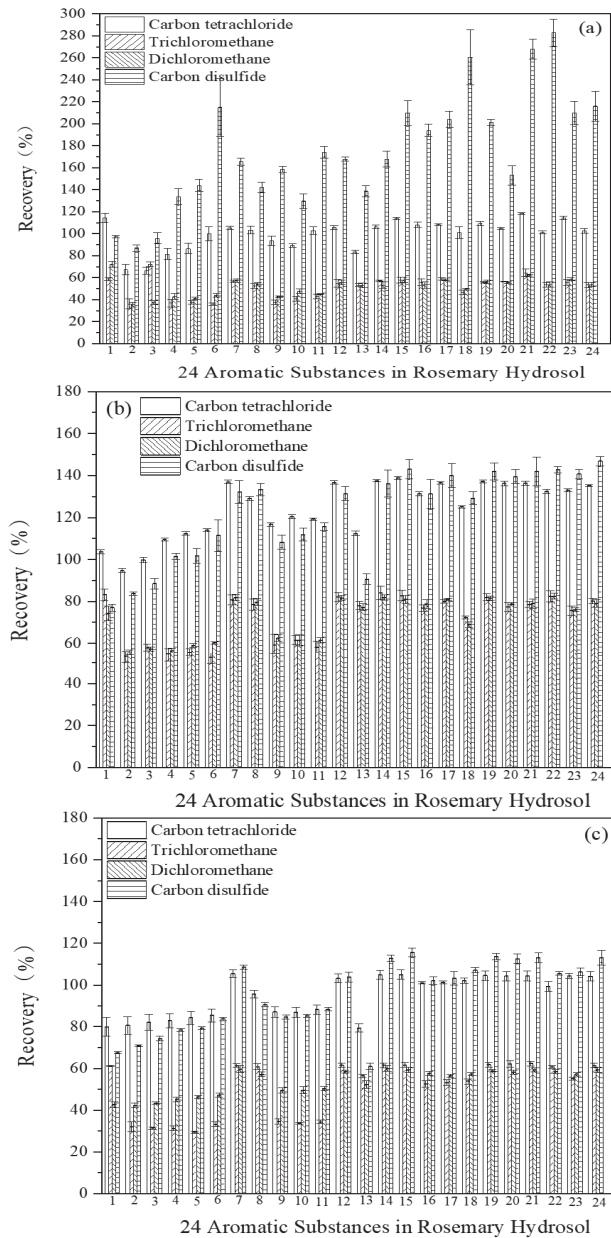 (a)
Carbon tetrachloride
Trichloromethane
Dichloromethane
Carbon disulfide
Recovery (%)
300
280
260
240
220
200
180
160
140
120
100
80
60
40
20
0
1 2 3 4 5 6 7 8 9 10 11 12 13 14 15 16 17 18 19 20 21 22 23 24
24 Aromatic Substances in Rosemary Hydrosol
(b)
Carbon tetrachloride
Trichloromethane
Dichloromethane
Carbon disulfide
Recovery (%)
180
160
140
120
100
80
60
40
20
0
1 2 3 4 5 6 7 8 9 10 11 12 13 14 15 16 17 18 19 20 21 22 23 24
24 Aromatic Substances in Rosemary Hydrosol
(c)
Carbon tetrachloride
Trichloromethane
Dichloromethane
Carbon disulfide
Recovery (%)
180
160
140
120
100
80
60
40
20
0
1 2 3 4 5 6 7 8 9 10 11 12 13 14 15 16 17 18 19 20 21 22 23 24
24 Aromatic Substances in Rosemary Hydrosol